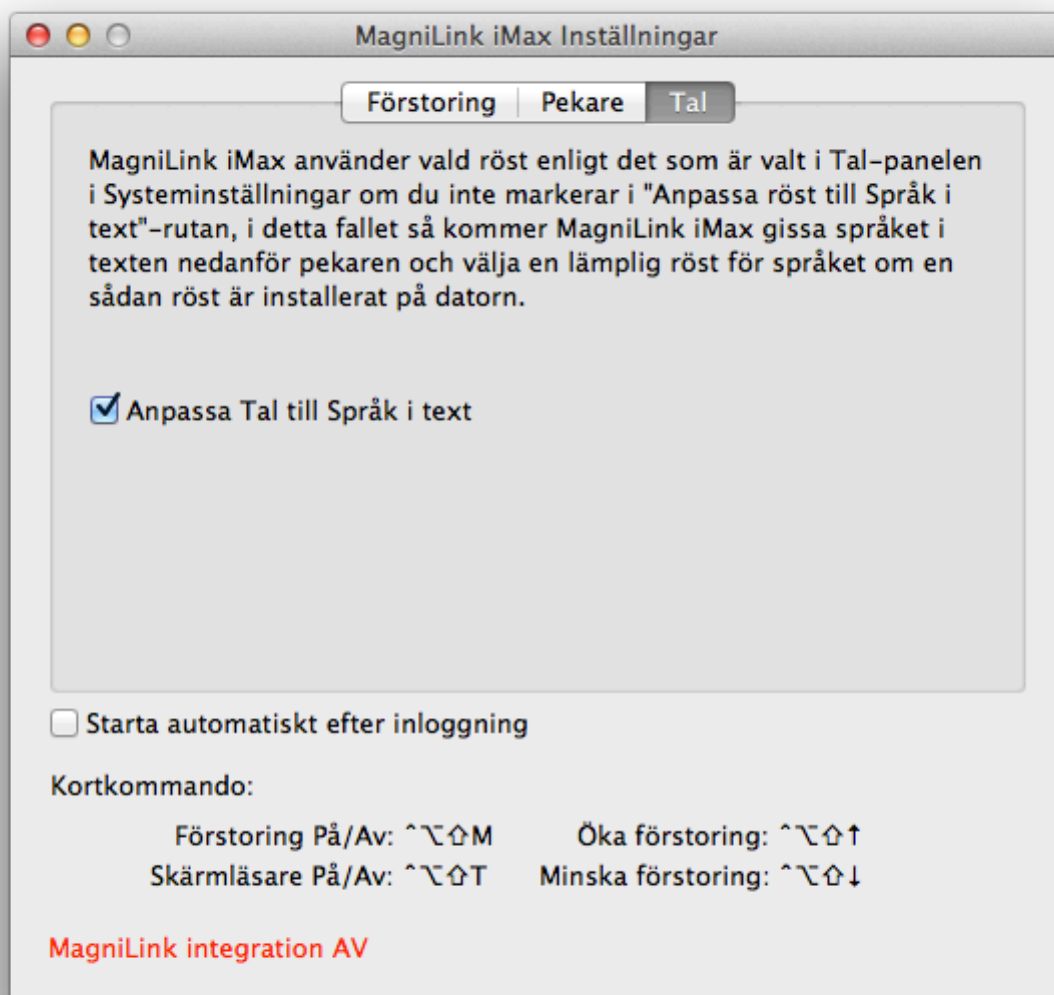 MagniLink iMax Inställningar
Förstoring Pekare Tal
MagniLink iMax använder vald röst enligt det som är valt i Tal-panelen
i Systeminställningar om du inte markerar i "Anpassa röst till Språk i
text"-rutan, i detta fallet så kommer MagniLink iMax gissa språket i
texten nedanför pekaren och välja en lämplig röst för språket om en
sådan röst är installerat på datorn.
Anpassa Tal till Språk i text
Starta automatiskt efter inloggning
Kortkommando:
Förstoring På/Av: ⌃⌥⇧M Öka förstoring: ⌃⌥⇧↑
Skärmläsare På/Av: ⌃⌥⇧T Minska förstoring: ⌃⌥⇧↓
MagniLink integration AV